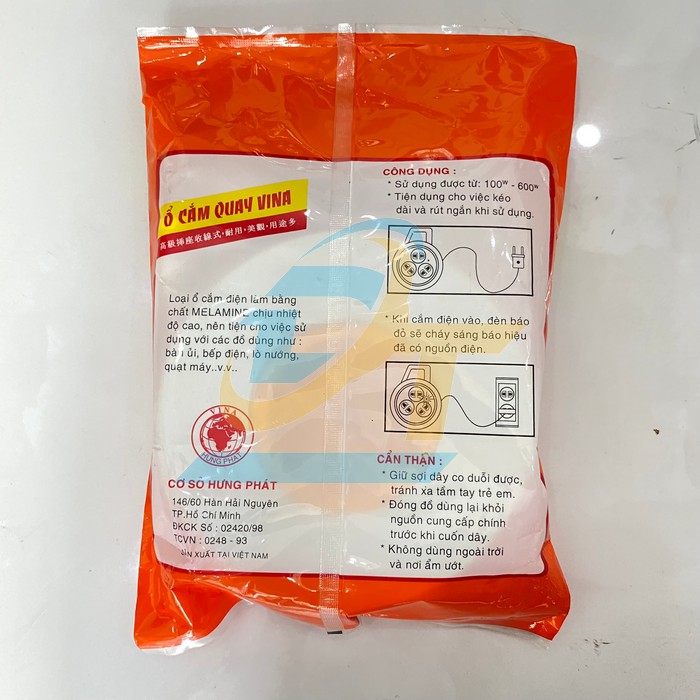 Ổ CẮM QUAY VINA
高級揷座收線式,耐用,美觀,用途多
Loại ổ cắm điện làm bằng
chất MELAMINE chịu nhiệt
độ cao, nên tiện cho việc sử
dụng với các đồ dùng như :
bàn ủi, bếp điện, lò nướng,
quạt máy..v.v..
VINA
HƯNG PHÁT
CƠ SỞ HƯNG PHÁT
146/60 Hàn Hải Nguyên
TP.Hồ Chí Minh
ĐKCK Số : 02420/98
TCVN : 0248 - 93
SẢN XUẤT TẠI VIỆT NAM
CÔNG DỤNG :
* Sử dụng được từ: 100W - 600W
* Tiện dụng cho việc kéo
dài và rút ngắn khi sử dụng.
* Khi cắm điện vào, đèn báo
đỏ sẽ cháy sáng báo hiệu
đã có nguồn điện.
CẨN THẬN :
* Giữ sợi dây co duỗi được,
tránh xa tầm tay trẻ em.
* Đóng đồ dùng lại khỏi
nguồn cung cấp chính
trước khi cuốn dây.
* Không dùng ngoài trời
và nơi ẩm ướt.